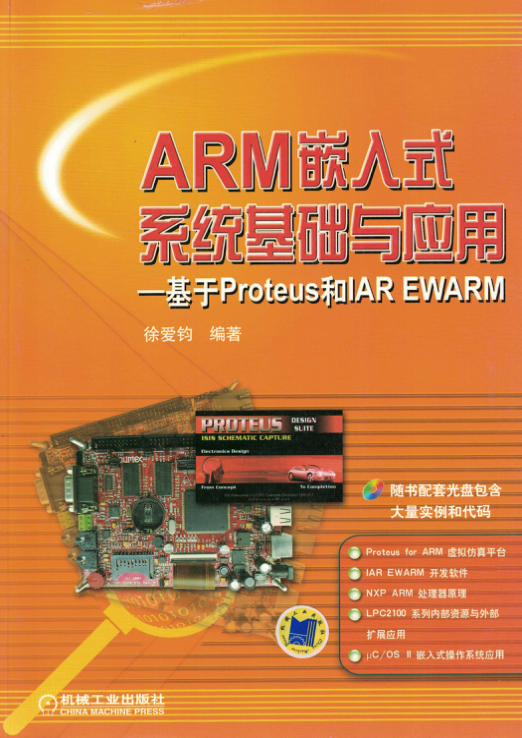 ARM嵌入式
系统基础与应用
—基于Proteus和IAR EWARM
徐爱钧 编著
PROTEUS DESIGN SUITE
ISIS SCHEMATIC CAPTURE
Electronics Design
From Concept To Completion
随书配套光盘包含
大量实例和代码
Proteus for ARM 虚拟仿真平台
IAR EWARM 开发软件
NXP ARM 处理器原理
LPC2100 系列内部资源与外部
扩展应用
μC/OS II 嵌入式操作系统应用
机械工业出版社
CHINA MACHINE PRESS